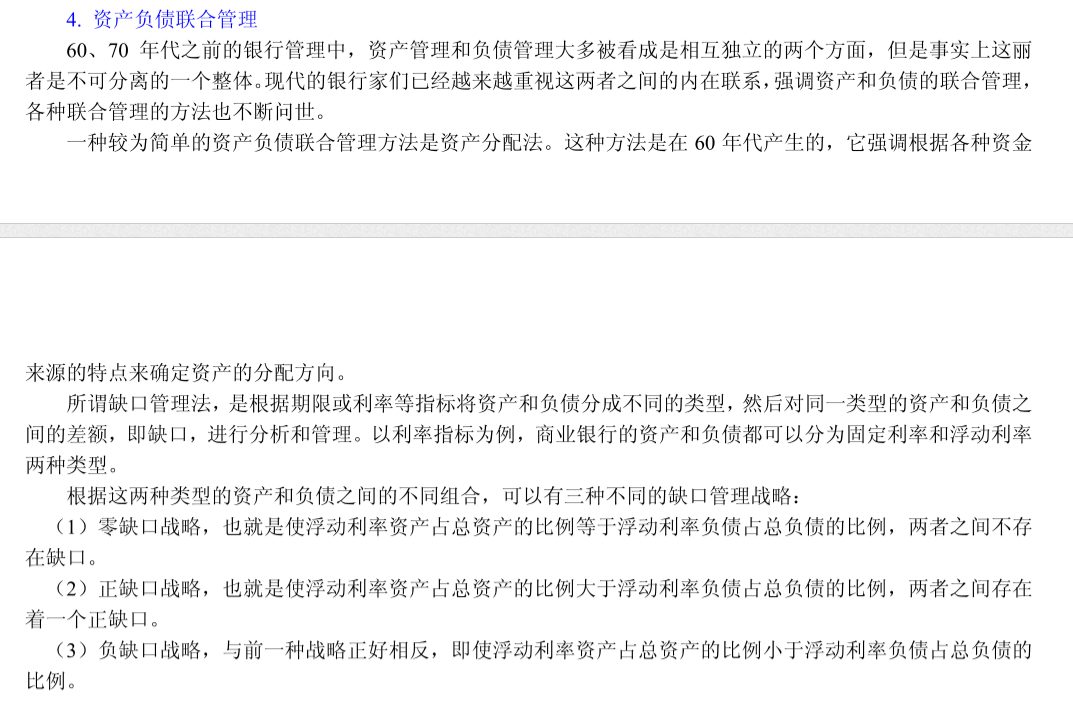 4. 资产负债联合管理
60、70 年代之前的银行管理中，资产管理和负债管理大多被看成是相互独立的两个方面，但是事实上这丽
者是不可分离的一个整体。现代的银行家们已经越来越重视这两者之间的内在联系，强调资产和负债的联合管理，
各种联合管理的方法也不断问世。
一种较为简单的资产负债联合管理方法是资产分配法。这种方法是在 60 年代产生的，它强调根据各种资金
来源的特点来确定资产的分配方向。
所谓缺口管理法，是根据期限或利率等指标将资产和负债分成不同的类型，然后对同一类型的资产和负债之
间的差额，即缺口，进行分析和管理。以利率指标为例，商业银行的资产和负债都可以分为固定利率和浮动利率
两种类型。
根据这两种类型的资产和负债之间的不同组合，可以有三种不同的缺口管理战略：
（1）零缺口战略，也就是使浮动利率资产占总资产的比例等于浮动利率负债占总负债的比例，两者之间不存
在缺口。
（2）正缺口战略，也就是使浮动利率资产占总资产的比例大于浮动利率负债占总负债的比例，两者之间存在
着一个正缺口。
（3）负缺口战略，与前一种战略正好相反，即使浮动利率资产占总资产的比例小于浮动利率负债占总负债的
比例。